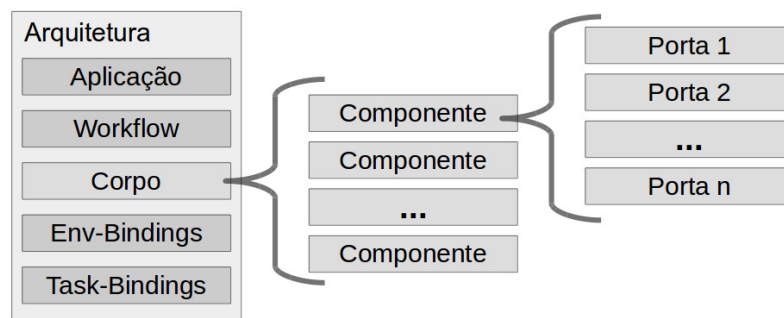 Arquitetura
Aplicação
Workflow
Corpo
Env-Bindings
Task-Bindings
Componente
Componente
...
Componente
Porta 1
Porta 2
...
Porta n